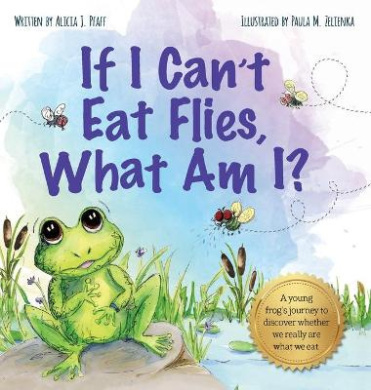 Written by Alicia J. Pfaff
Illustrated by Paula M. Zelienka
If I Can't
Eat Flies,
What Am I?
A young
frog's journey to
discover whether
we really are
what we eat